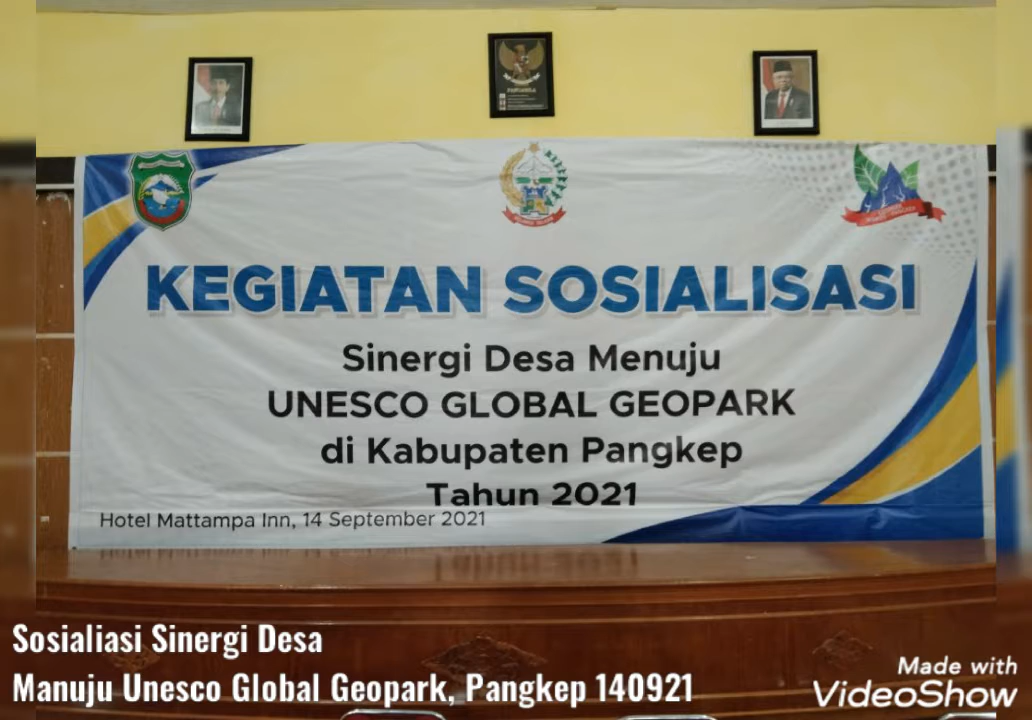 KEGIATAN SOSIALISASI
Sinergi Desa Menuju
UNESCO GLOBAL GEOPARK
di Kabupaten Pangkep
Tahun 2021
Hotel Mattampa Inn, 14 September 2021
Sosialiasi Sinergi Desa
Manuju Unesco Global Geopark, Pangkep 140921
Made with
VideoShow